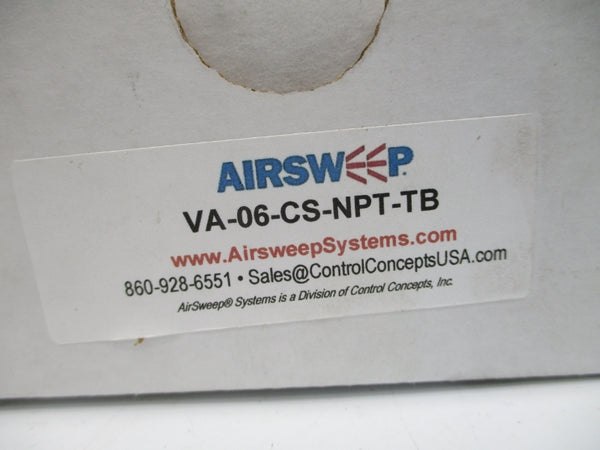 AIRSWEEP.
VA-06-CS-NPT-TB
www.AirsweepSystems.com
860-928-6551 • Sales@ControlConceptsUSA.com
AirSweep® Systems is a Division of Control Concepts, Inc.